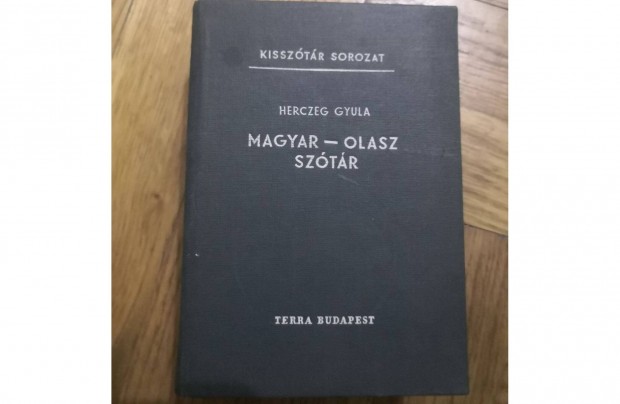 KISSZÓTÁR SOROZAT
HERCZEG GYULA
MAGYAR — OLASZ
SZÓTÁR
TERRA BUDAPEST